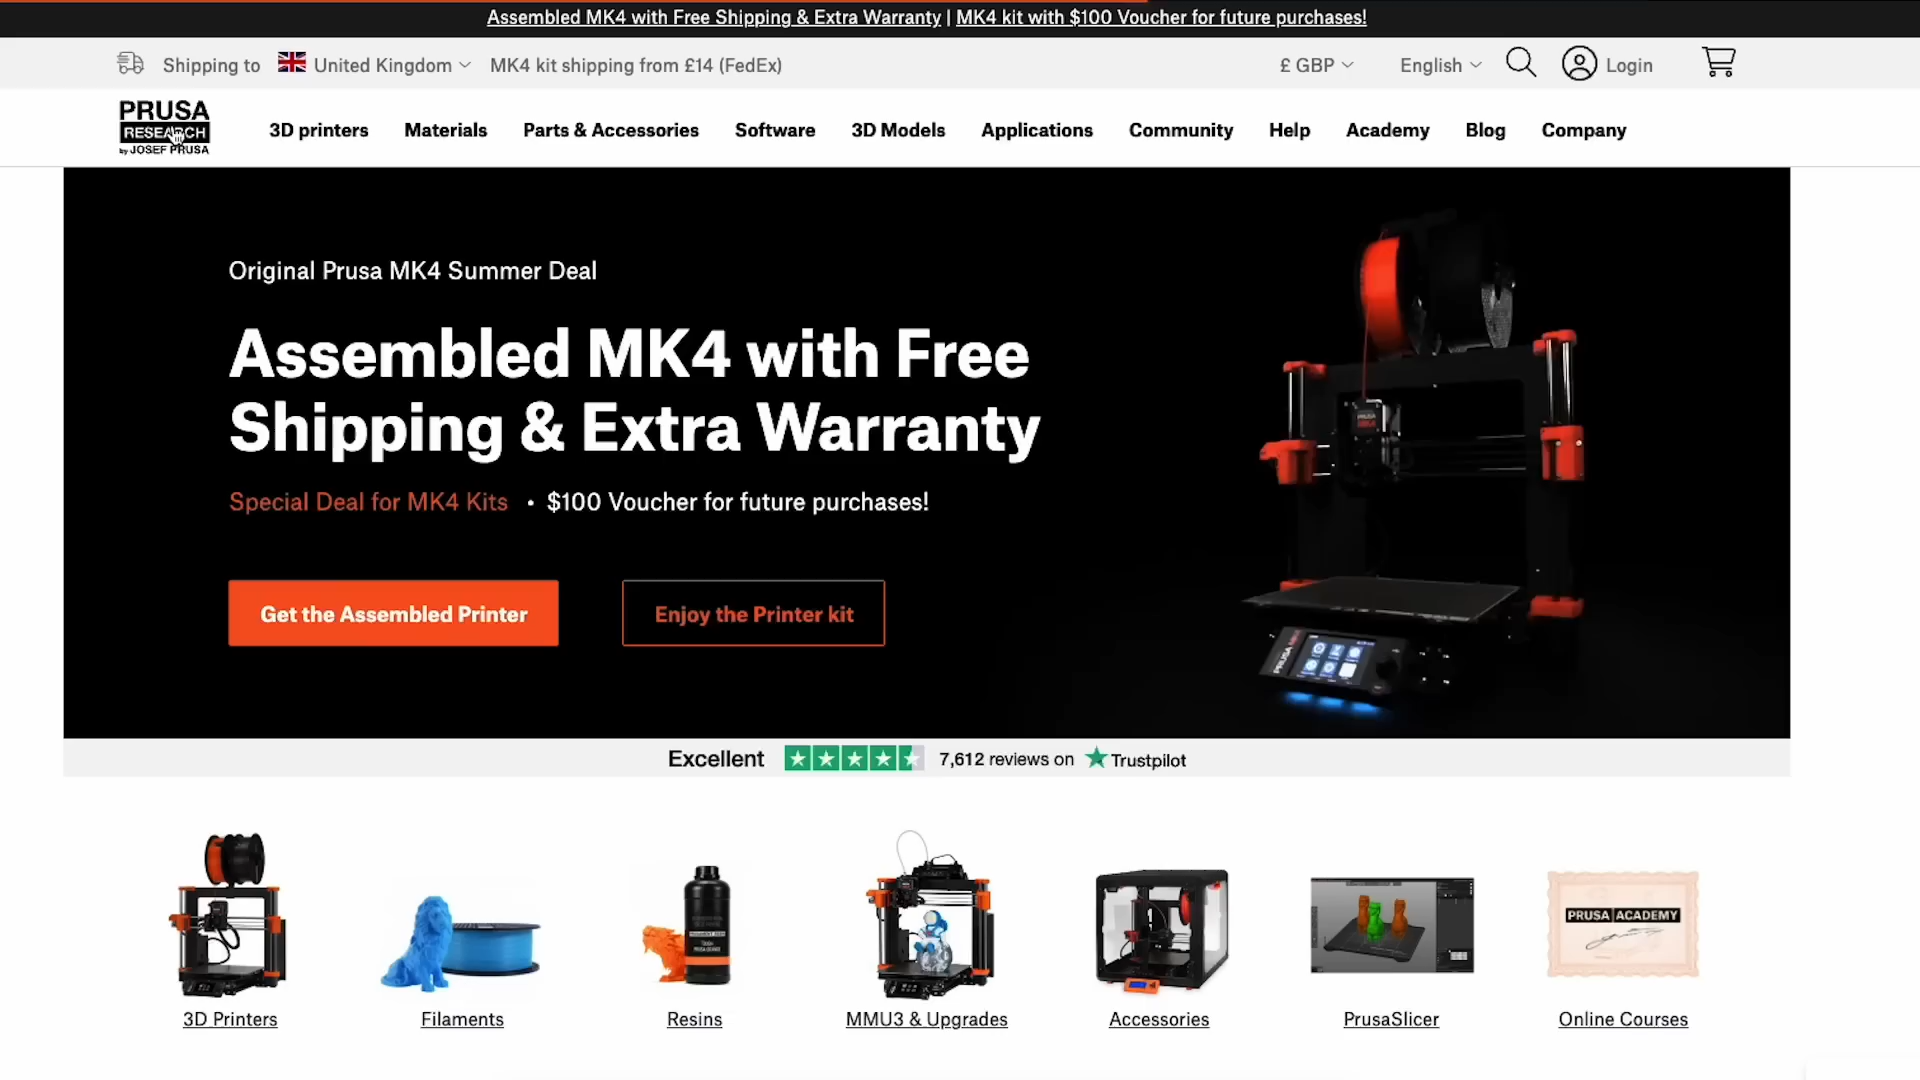 Assembled MK4 with Free Shipping & Extra Warranty | MK4 kit with $100 Voucher for future purchases!
Shipping to United Kingdom MK4 kit shipping from £14 (FedEx) £ GBP English Login
PRUSA
RESEARCH
by JOSEF PRUSA
3D printers Materials Parts & Accessories Software 3D Models Applications Community Help Academy Blog Company
Original Prusa MK4 Summer Deal
Assembled MK4 with Free
Shipping & Extra Warranty
Special Deal for MK4 Kits • $100 Voucher for future purchases!
Get the Assembled Printer Enjoy the Printer kit
Excellent 7,612 reviews on Trustpilot
PRUSA ACADEMY
3D Printers Filaments Resins MMU3 & Upgrades Accessories PrusaSlicer Online Courses